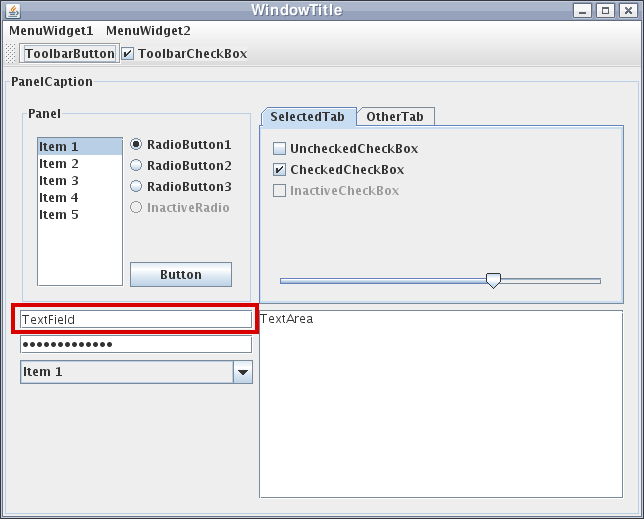 WindowTitle
MenuWidget1 MenuWidget2
ToolbarButton ToolbarCheckBox
PanelCaption
Panel
Item 1
Item 2
Item 3
Item 4
Item 5
RadioButton1
RadioButton2
RadioButton3
InactiveRadio
Button
SelectedTab OtherTab
UncheckedCheckBox
CheckedCheckBox
InactiveCheckBox
TextField
•••••••••••••
Item 1
TextArea